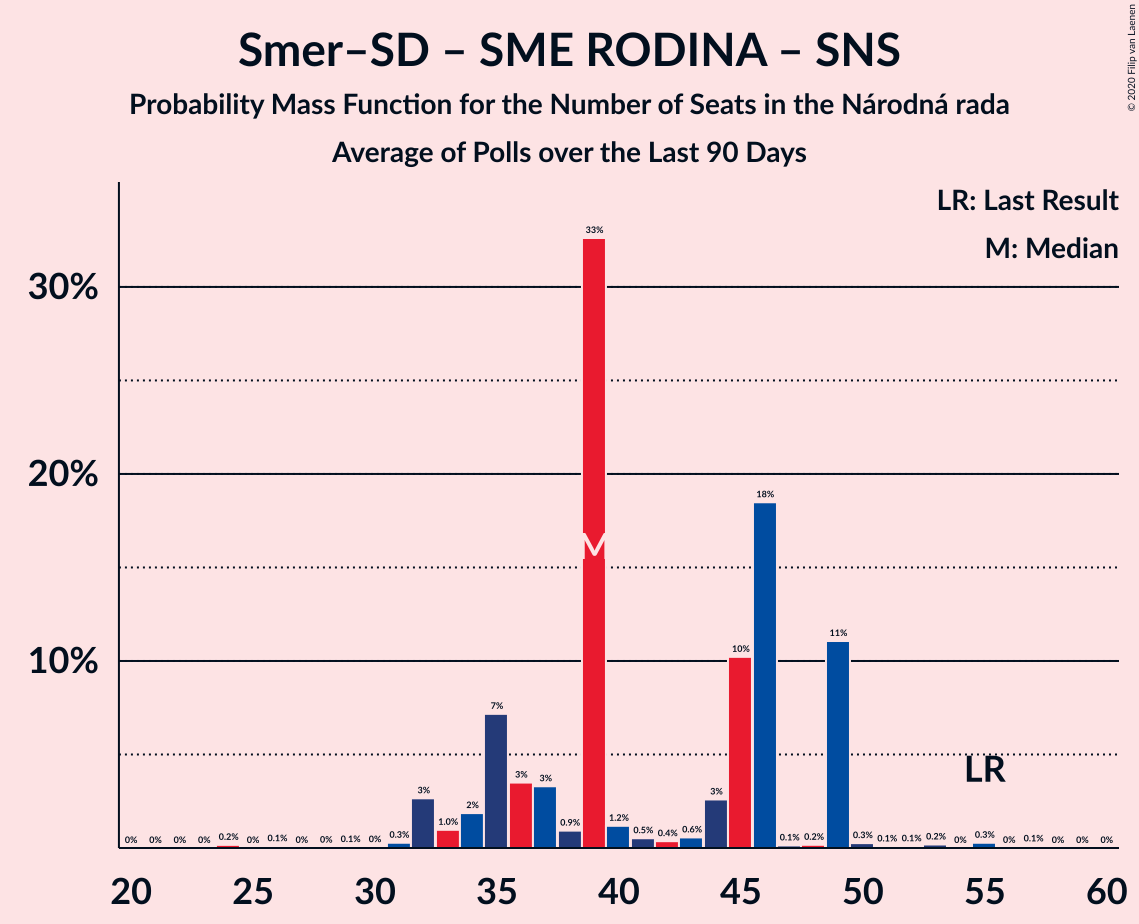 © 2020 Filip van Laenen
Smer–SD – SME RODINA – SNS
Probability Mass Function for the Number of Seats in the Národná rada
Average of Polls over the Last 90 Days
LR: Last Result
M: Median
30%
20%
10%
0% 0% 0% 0% 0.2% 0% 0.1% 0% 0% 0.1% 0% 0.3% 3% 1.0% 2% 7% 3% 3% 0.9% 33% 1.2% 0.5% 0.4% 0.6% 3% 10% 18% 0.1% 0.2% 11% 0.3% 0.1% 0.1% 0.2% 0% 0.3% 0% 0.1% 0% 0% 0%
M
LR
20 25 30 35 40 45 50 55 60